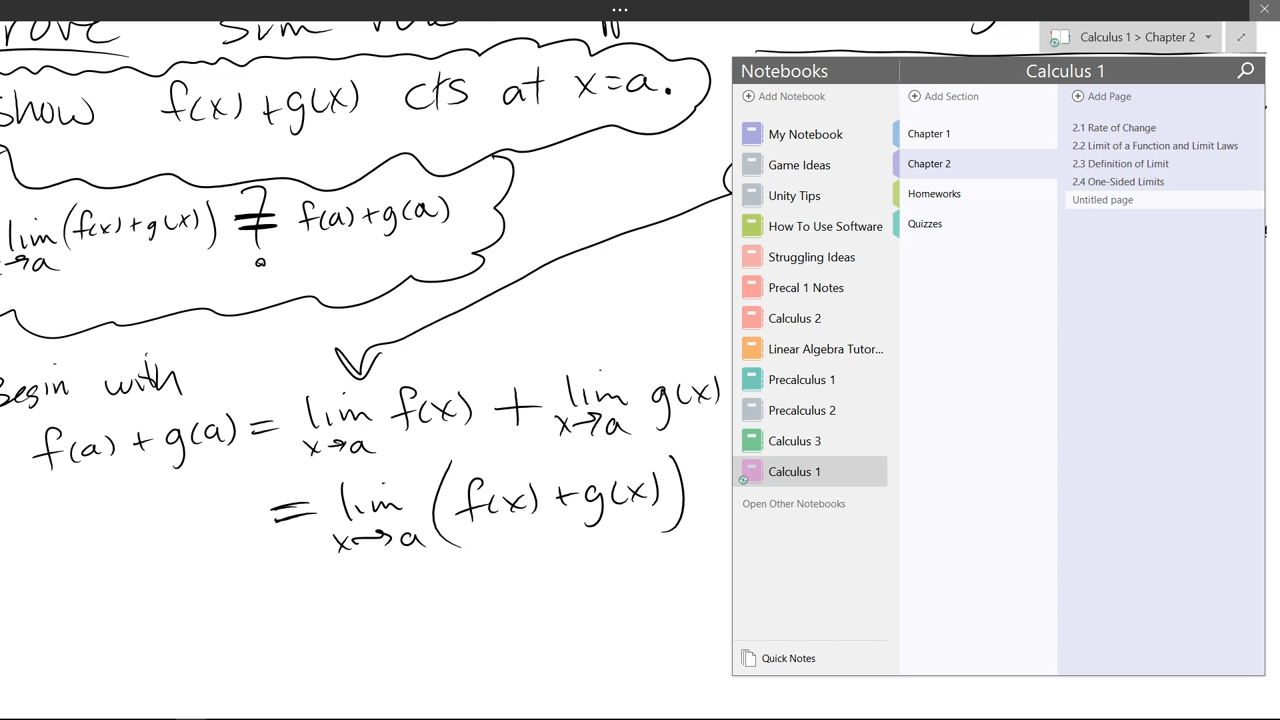 Calculus 1 > Chapter 2
show f(x)+g(x) cts at x=a.
lim (f(x)+g(x)) =? f(a)+g(a)
x→a
Begin with
f(a)+g(a) = lim f(x) + lim g(x)
x→a x→a
= lim (f(x)+g(x))
x→a
Notebooks
Calculus 1
Add Notebook
Add Section
Add Page
My Notebook
Game Ideas
Unity Tips
How To Use Software
Struggling Ideas
Precal 1 Notes
Calculus 2
Linear Algebra Tutor...
Precalculus 1
Precalculus 2
Calculus 3
Calculus 1
Open Other Notebooks
Quick Notes
Chapter 1
Chapter 2
Homeworks
Quizzes
2.1 Rate of Change
2.2 Limit of a Function and Limit Laws
2.3 Definition of Limit
2.4 One-Sided Limits
Untitled page